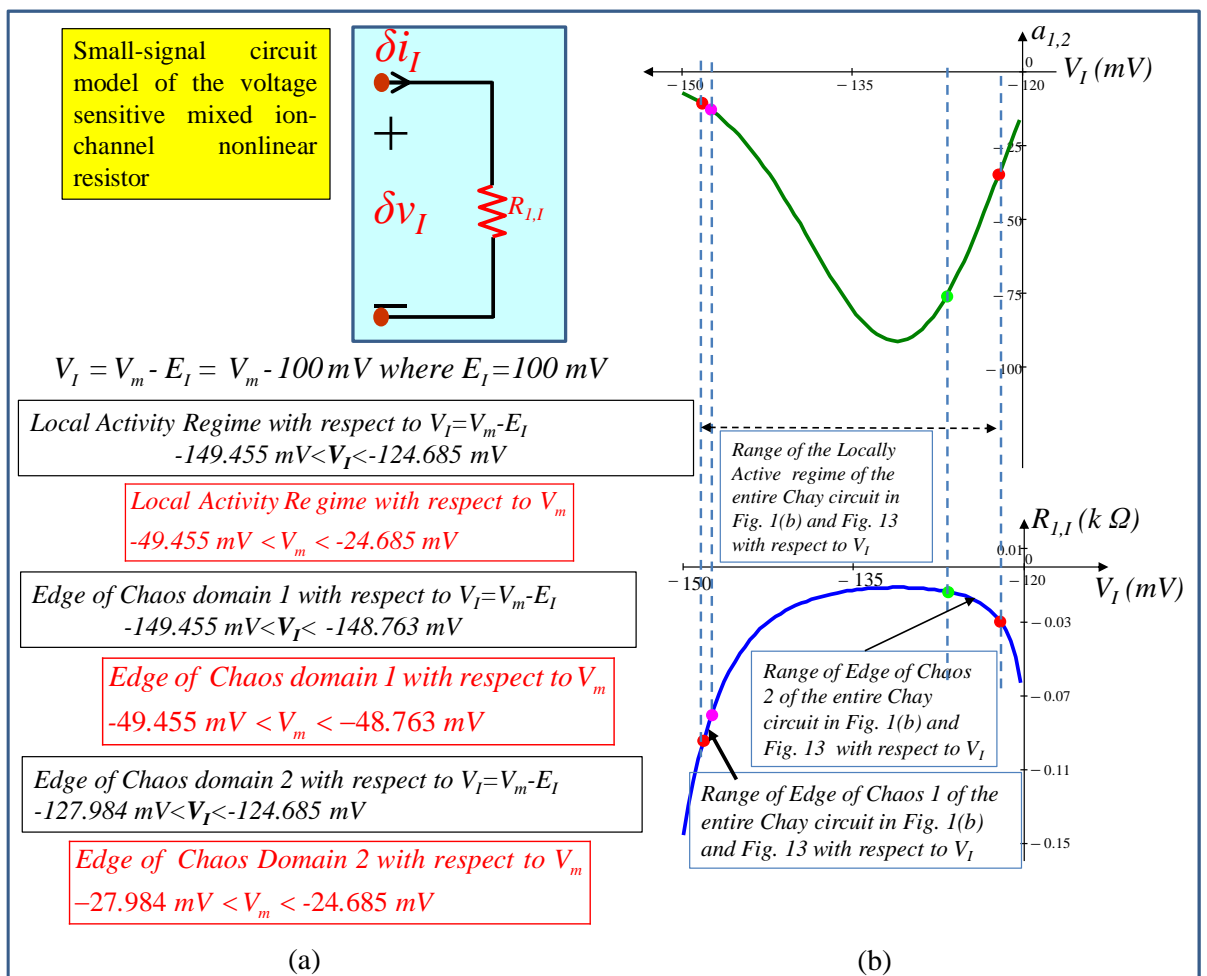 Small-signal circuit
model of the voltage
sensitive mixed ion-
channel nonlinear
resistor
δi_I
+
δv_I
R_{1,I}
−
V_I = V_m - E_I = V_m - 100 mV where E_I =100 mV
Local Activity Regime with respect to V_I=V_m-E_I
-149.455 mV<V_I<-124.685 mV
Local Activity Re gime with respect to V_m
-49.455 mV < V_m < -24.685 mV
Edge of Chaos domain 1 with respect to V_I=V_m-E_I
-149.455 mV<V_I< -148.763 mV
Edge of Chaos domain 1 with respect to V_m
-49.455 mV < V_m < −48.763 mV
Edge of Chaos domain 2 with respect to V_I=V_m-E_I
-127.984 mV<V_I<-124.685 mV
Edge of Chaos Domain 2 with respect to V_m
−27.984 mV < V_m < -24.685 mV
(a)
a_{1,2}
0
V_I (mV)
−150
−135
−120
−25
−50
−75
−100
Range of the Locally
Active regime of the
entire Chay circuit in
Fig. 1(b) and Fig. 13
with respect to V_I
R_{1,I} (k Ω)
0.01
0
−150
−135
−120
V_I (mV)
−0.03
−0.07
−0.11
−0.15
Range of Edge of Chaos
2 of the entire Chay
circuit in Fig. 1(b) and
Fig. 13 with respect to V_I
Range of Edge of Chaos 1 of the
entire Chay circuit in Fig. 1(b)
and Fig. 13 with respect to V_I
(b)